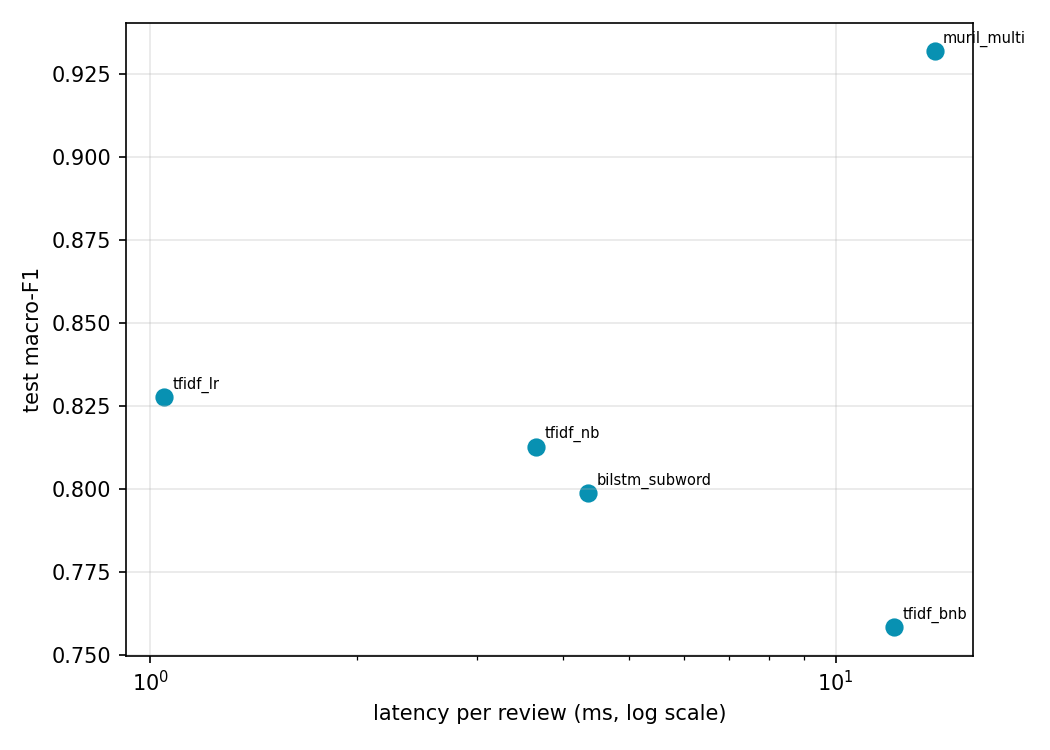 muril_multi
0.925
0.900
0.875
0.850
0.825
0.800
0.775
0.750
test macro-F1
tfidf_lr
tfidf_nb
bilstm_subword
tfidf_bnb
10⁰
10¹
latency per review (ms, log scale)